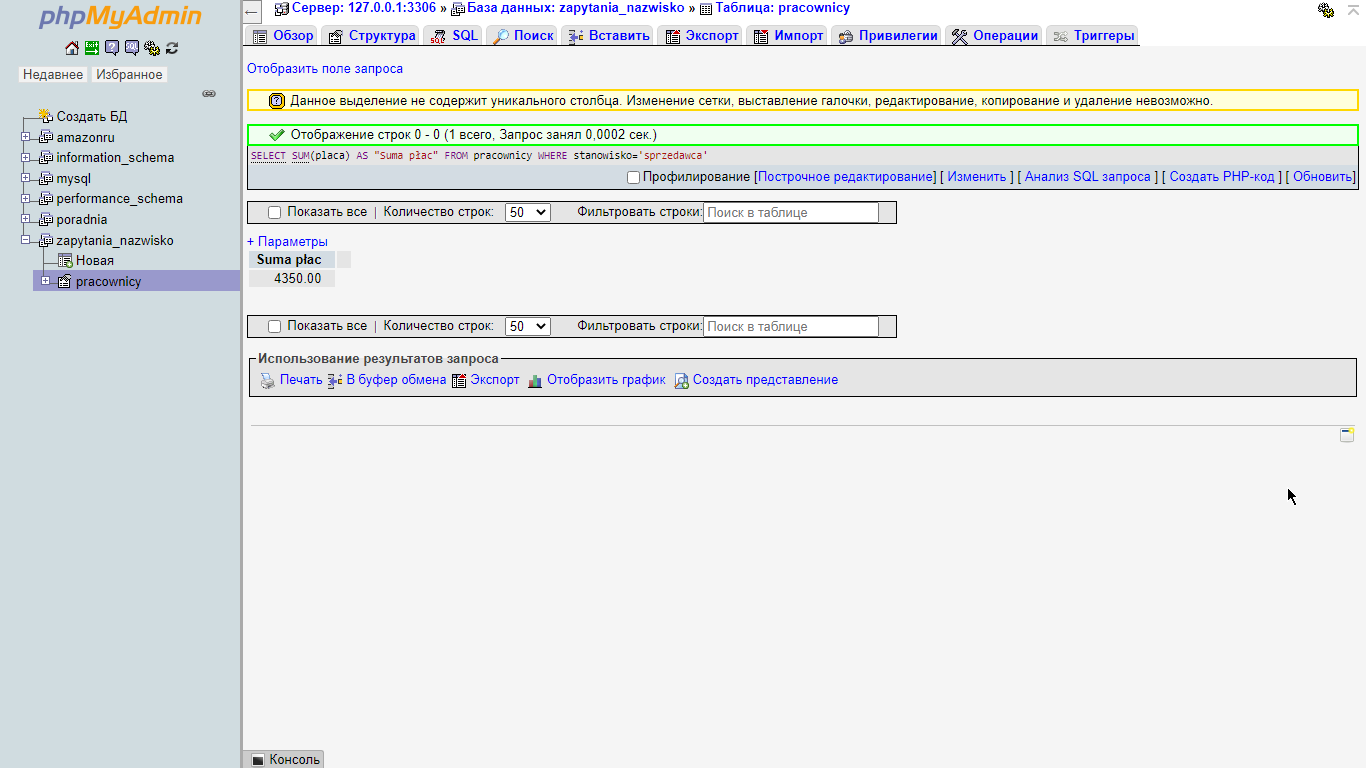 phpMyAdmin
Недавнее Избранное
Создать БД
amazonru
information_schema
mysql
performance_schema
poradnia
zapytania_nazwisko
Новая
pracownicy
Сервер: 127.0.0.1:3306 » База данных: zapytania_nazwisko » Таблица: pracownicy
Обзор Структура SQL Поиск Вставить Экспорт Импорт Привилегии Операции Триггеры
Отобразить поле запроса
Данное выделение не содержит уникального столбца. Изменение сетки, выставление галочки, редактирование, копирование и удаление невозможно.
Отображение строк 0 - 0 (1 всего, Запрос занял 0,0002 сек.)
SELECT SUM(placa) AS "Suma płac" FROM pracownicy WHERE stanowisko='sprzedawca'
Профилирование [Построчное редактирование] [ Изменить ] [ Анализ SQL запроса ] [ Создать PHP-код ] [ Обновить]
Показать все | Количество строк: 50 Фильтровать строки: Поиск в таблице
+ Параметры
Suma płac
4350.00
Показать все | Количество строк: 50 Фильтровать строки: Поиск в таблице
Использование результатов запроса
Печать В буфер обмена Экспорт Отобразить график Создать представление
Консоль